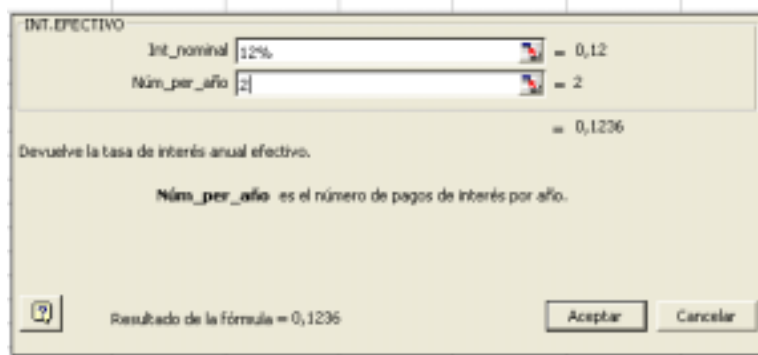 INT.EFECTIVO
Int_nominal 12% = 0,12
Núm_per_año 2 = 2
= 0,1236
Devuelve la tasa de interés anual efectivo.
Núm_per_año es el número de pagos de interés por año.
Resultado de la fórmula = 0,1236
Aceptar
Cancelar